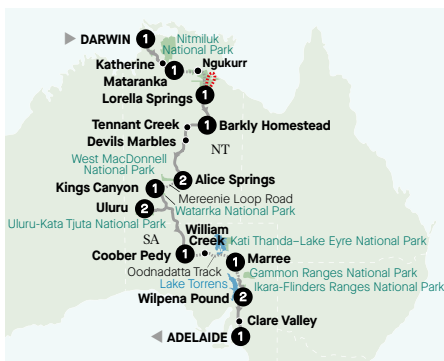 DARWIN 1
Nitmiluk
National Park
Katherine
1
Ngukurr
Mataranka
Lorella Springs 1
Tennant Creek
1 Barkly Homestead
Devils Marbles
NT
West MacDonnell
National Park
2 Alice Springs
Kings Canyon 1
Mereenie Loop Road
Uluru 2
Watarrka National Park
Uluru-Kata Tjuta National Park
SA
William
Creek
Kati Thanda–Lake Eyre National Park
Coober Pedy 1
1 Marree
Oodnadatta Track
Gammon Ranges National Park
Lake Torrens
Ikara-Flinders Ranges National Park
Wilpena Pound 2
Clare Valley
ADELAIDE 1